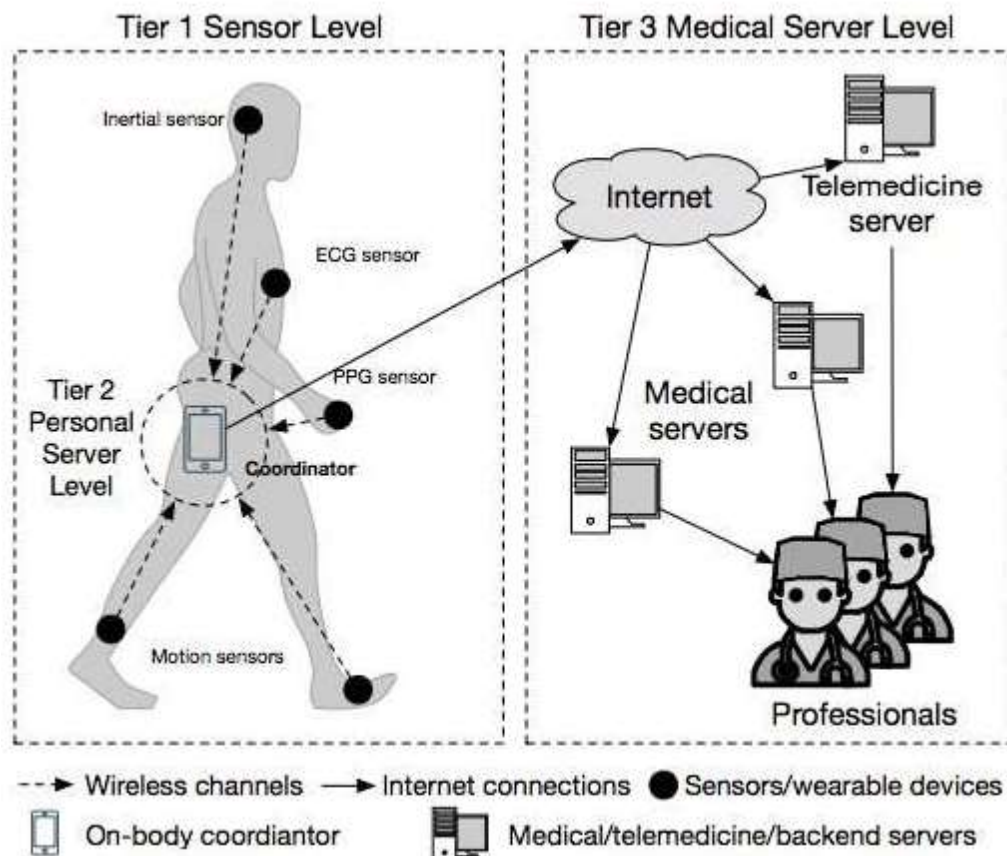 Tier 1 Sensor Level
Tier 3 Medical Server Level
Inertial sensor
ECG sensor
PPG sensor
Tier 2
Personal
Server
Level
Coordinator
Motion sensors
Internet
Telemedicine
server
Medical
servers
Professionals
Wireless channels
Internet connections
Sensors/wearable devices
On-body coordiantor
Medical/telemedicine/backend servers